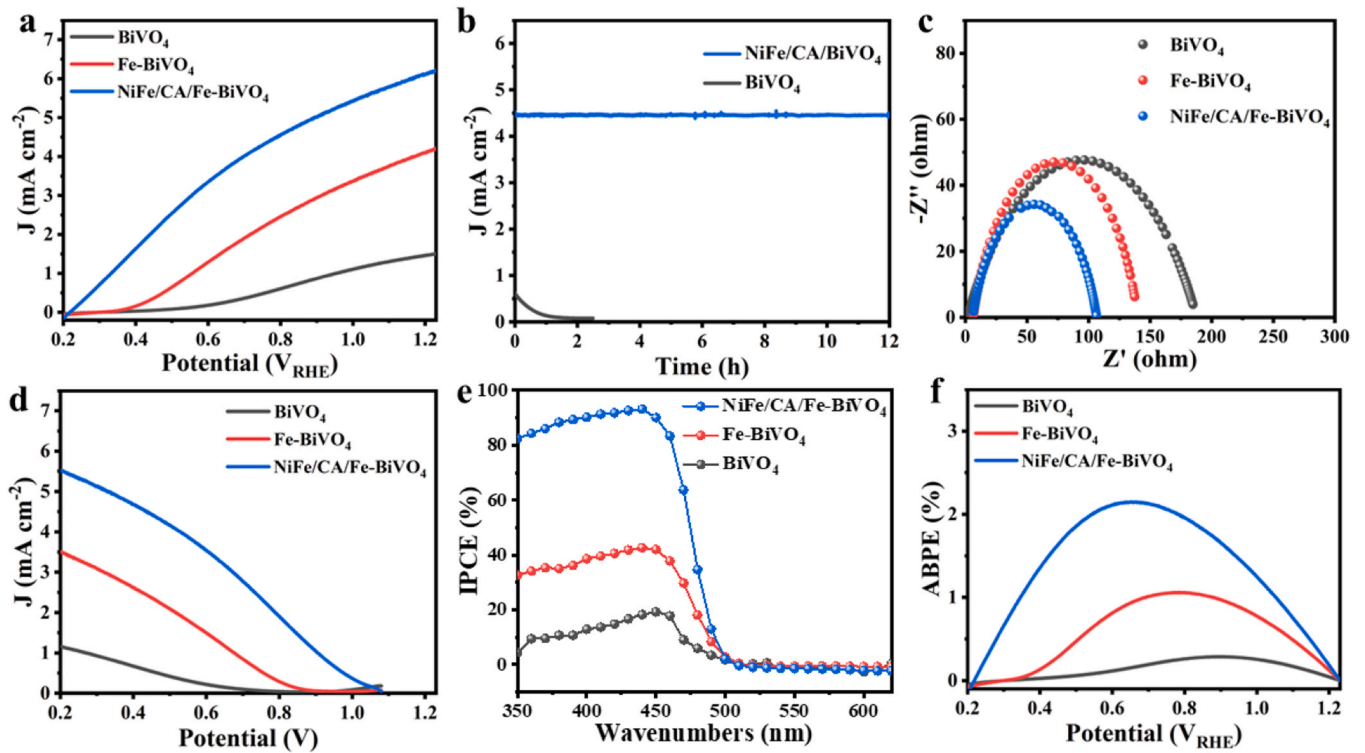 a
7
6
5
4
3
2
1
0
J (mA cm⁻²)
BiVO₄
Fe-BiVO₄
NiFe/CA/Fe-BiVO₄
0.2 0.4 0.6 0.8 1.0 1.2
Potential (V_RHE)
b
6
5
4
3
2
1
0
J (mA cm⁻²)
NiFe/CA/BiVO₄
BiVO₄
0 2 4 6 8 10 12
Time (h)
c
80
60
40
20
0
-Z'' (ohm)
BiVO₄
Fe-BiVO₄
NiFe/CA/Fe-BiVO₄
0 50 100 150 200 250 300
Z' (ohm)
d
7
6
5
4
3
2
1
0
J (mA cm⁻²)
BiVO₄
Fe-BiVO₄
NiFe/CA/Fe-BiVO₄
0.2 0.4 0.6 0.8 1.0 1.2
Potential (V)
e
100
80
60
40
20
0
IPCE (%)
NiFe/CA/Fe-BiVO₄
Fe-BiVO₄
BiVO₄
350 400 450 500 550 600
Wavenumbers (nm)
f
3
2
1
0
ABPE (%)
BiVO₄
Fe-BiVO₄
NiFe/CA/Fe-BiVO₄
0.2 0.4 0.6 0.8 1.0 1.2
Potential (V_RHE)